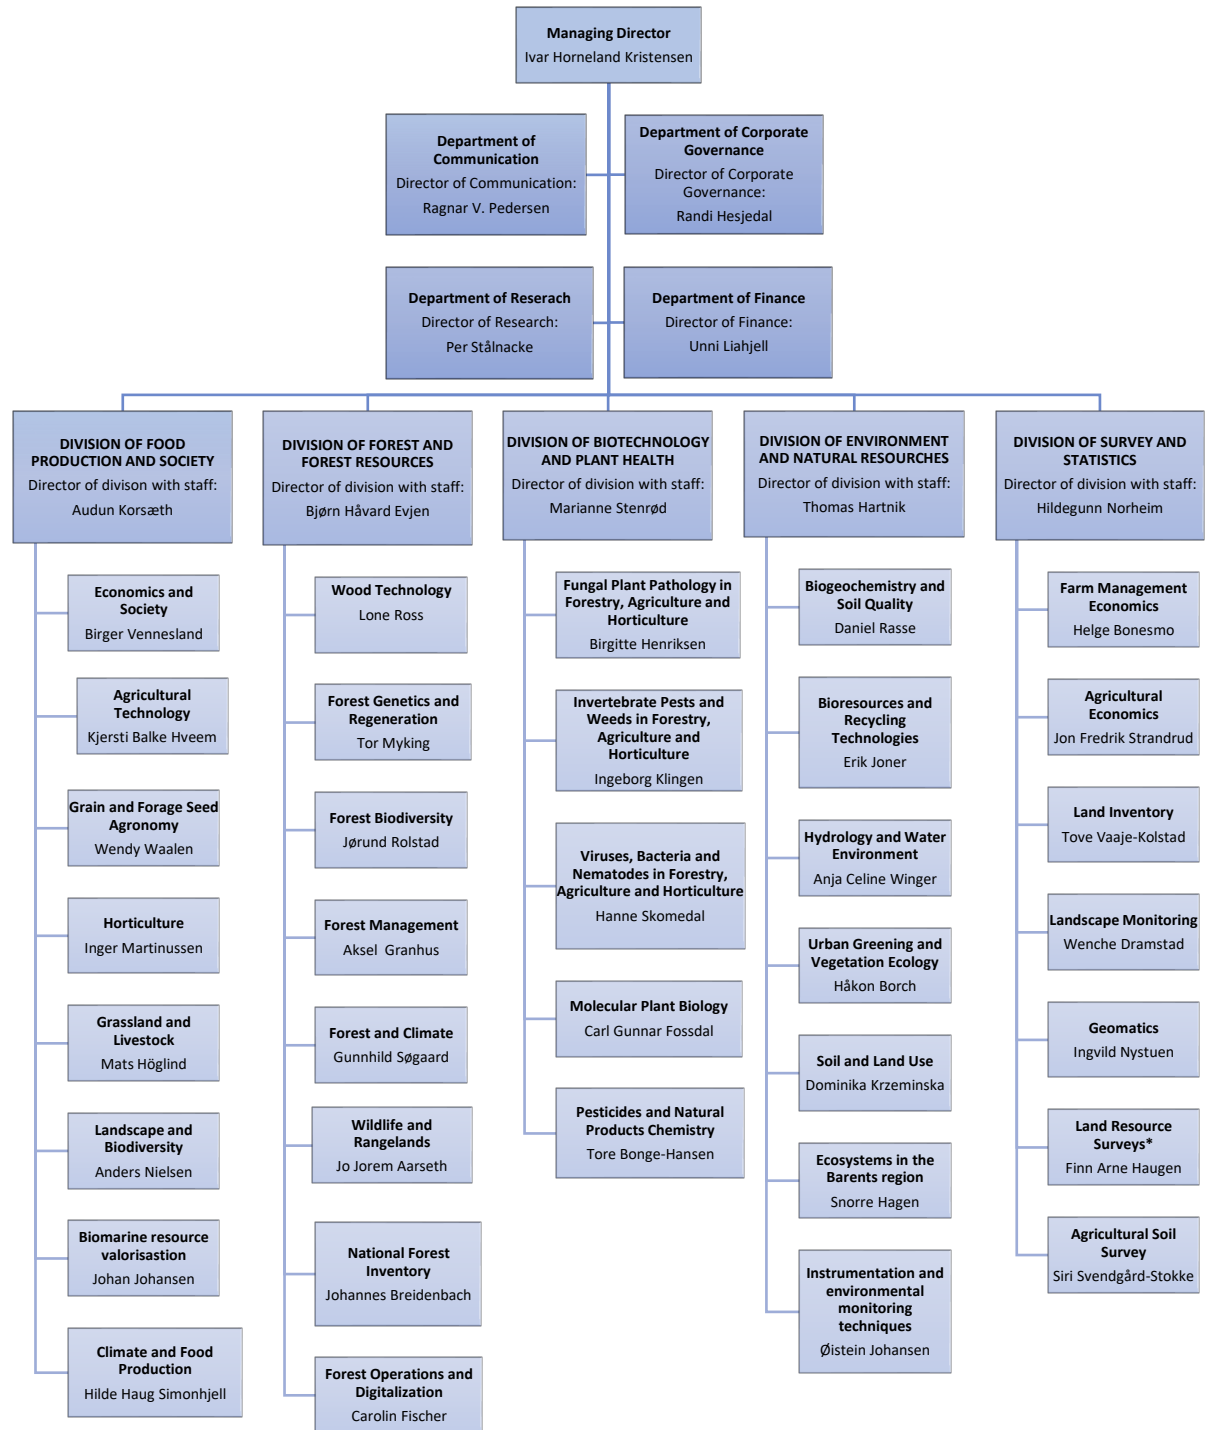 Managing Director
Ivar Horneland Kristensen
Department of
Communication
Director of Communication:
Ragnar V. Pedersen
Department of Corporate
Governance
Director of Corporate
Governance:
Randi Hesjedal
Department of Reserach
Director of Research:
Per Stålnacke
Department of Finance
Director of Finance:
Unni Liahjell
DIVISION OF FOOD
PRODUCTION AND SOCIETY
Director of divison with staff:
Audun Korsæth
Economics and
Society
Birger Vennesland
Agricultural
Technology
Kjersti Balke Hveem
Grain and Forage Seed
Agronomy
Wendy Waalen
Horticulture
Inger Martinussen
Grassland and
Livestock
Mats Höglind
Landscape and
Biodiversity
Anders Nielsen
Biomarine resource
valorisastion
Johan Johansen
Climate and Food
Production
Hilde Haug Simonhjell
DIVISION OF FOREST AND
FOREST RESOURCES
Director of division with staff:
Bjørn Håvard Evjen
Wood Technology
Lone Ross
Forest Genetics and
Regeneration
Tor Myking
Forest Biodiversity
Jørund Rolstad
Forest Management
Aksel  Granhus
Forest and Climate
Gunnhild Søgaard
Wildlife and
Rangelands
Jo Jorem Aarseth
National Forest
Inventory
Johannes Breidenbach
Forest Operations and
Digitalization
Carolin Fischer
DIVISION OF BIOTECHNOLOGY
AND PLANT HEALTH
Director of division with staff:
Marianne Stenrød
Fungal Plant Pathology in
Forestry, Agriculture and
Horticulture
Birgitte Henriksen
Invertebrate Pests and
Weeds in Forestry,
Agriculture and
Horticulture
Ingeborg Klingen
Viruses, Bacteria and
Nematodes in Forestry,
Agriculture and Horticulture
Hanne Skomedal
Molecular Plant Biology
Carl Gunnar Fossdal
Pesticides and Natural
Products Chemistry
Tore Bonge-Hansen
DIVISION OF ENVIRONMENT
AND NATURAL RESOURCHES
Director of division with staff:
Thomas Hartnik
Biogeochemistry and
Soil Quality
Daniel Rasse
Bioresources and
Recycling
Technologies
Erik Joner
Hydrology and Water
Environment
Anja Celine Winger
Urban Greening and
Vegetation Ecology
Håkon Borch
Soil and Land Use
Dominika Krzeminska
Ecosystems in the
Barents region
Snorre Hagen
Instrumentation and
environmental
monitoring
techniques
Øistein Johansen
DIVISION OF SURVEY AND
STATISTICS
Director of division with staff:
Hildegunn Norheim
Farm Management
Economics
Helge Bonesmo
Agricultural
Economics
Jon Fredrik Strandrud
Land Inventory
Tove Vaaje-Kolstad
Landscape Monitoring
Wenche Dramstad
Geomatics
Ingvild Nystuen
Land Resource
Surveys*
Finn Arne Haugen
Agricultural Soil
Survey
Siri Svendgård-Stokke